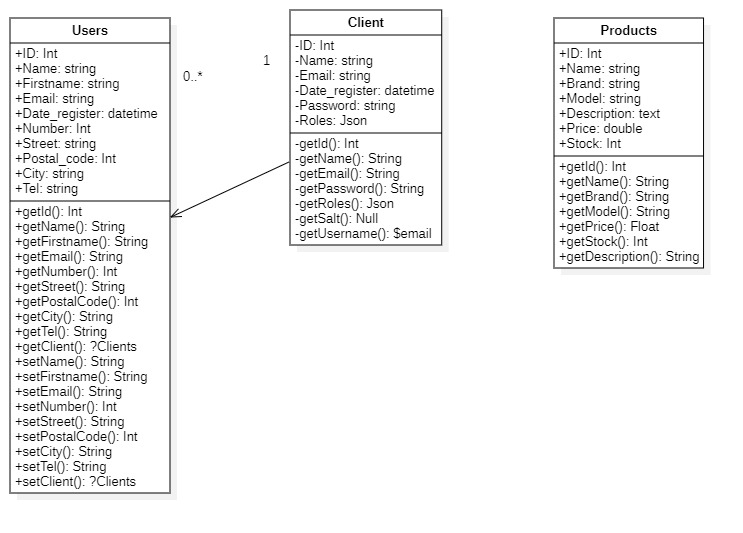 Users
+ID: Int
+Name: string
+Firstname: string
+Email: string
+Date_register: datetime
+Number: Int
+Street: string
+Postal_code: Int
+City: string
+Tel: string
+getId(): Int
+getName(): String
+getFirstname(): String
+getEmail(): String
+getNumber(): Int
+getStreet(): String
+getPostalCode(): Int
+getCity(): String
+getTel(): String
+getClient(): ?Clients
+setName(): String
+setFirstname(): String
+setEmail(): String
+setNumber(): Int
+setStreet(): String
+setPostalCode(): Int
+setCity(): String
+setTel(): String
+setClient(): ?Clients
0..*
1
Client
-ID: Int
-Name: string
-Email: string
-Date_register: datetime
-Password: string
-Roles: Json
-getId(): Int
-getName(): String
-getEmail(): String
-getPassword(): String
-getRoles(): Json
-getSalt(): Null
-getUsername(): $email
Products
+ID: Int
+Name: string
+Brand: string
+Model: string
+Description: text
+Price: double
+Stock: Int
+getId(): Int
+getName(): String
+getBrand(): String
+getModel(): String
+getPrice(): Float
+getStock(): Int
+getDescription(): String